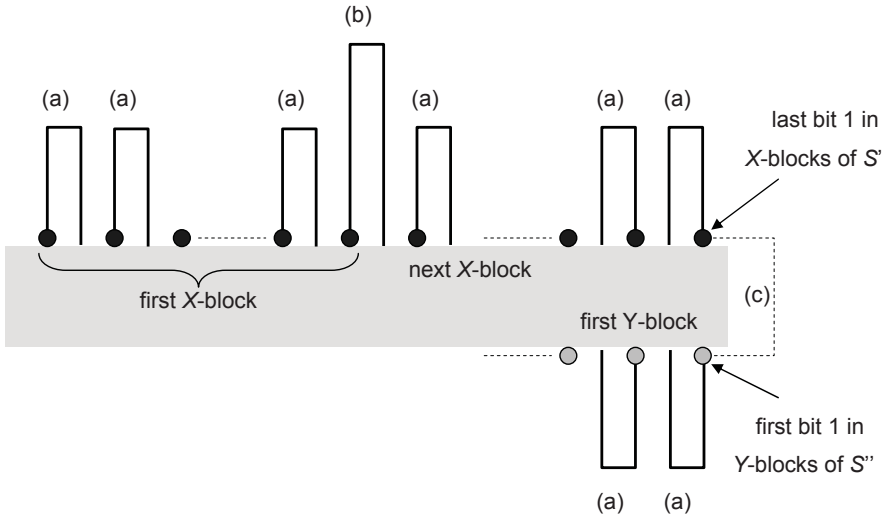 (b)
(a) (a) (a) (a) (a) (a)
last bit 1 in
X-blocks of S'
next X-block
first X-block
(c)
first Y-block
first bit 1 in
Y-blocks of S''
(a) (a)